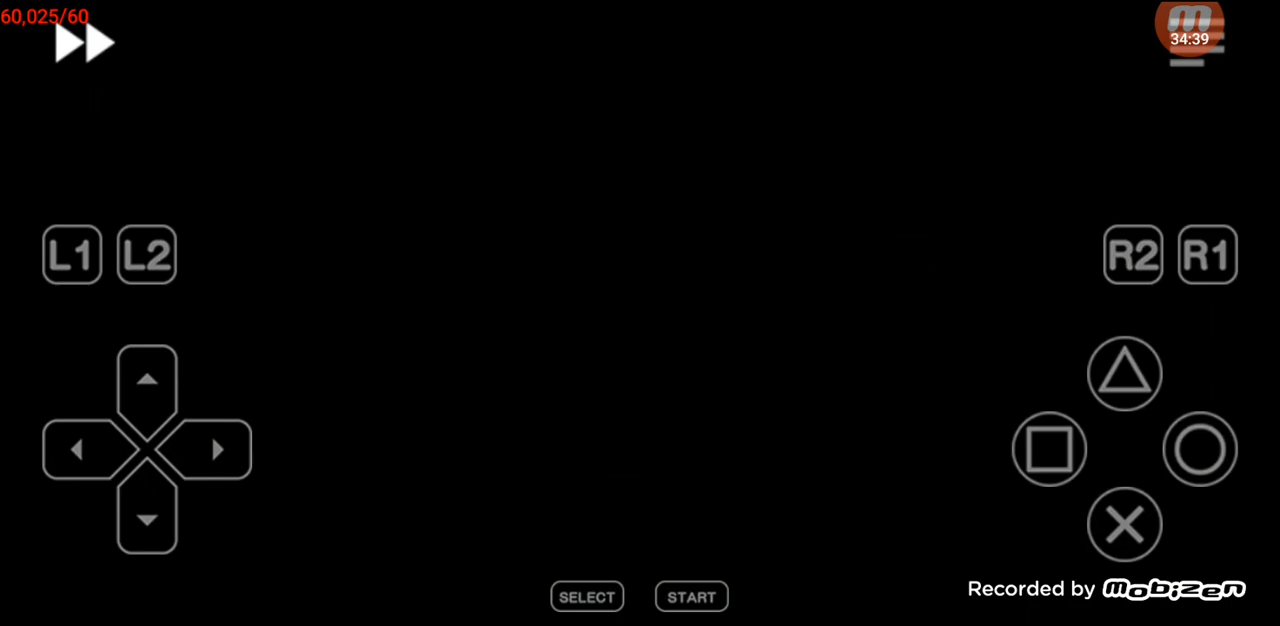 60,025/60
34:39
L1 L2
R2 R1
SELECT START
Recorded by mobizen